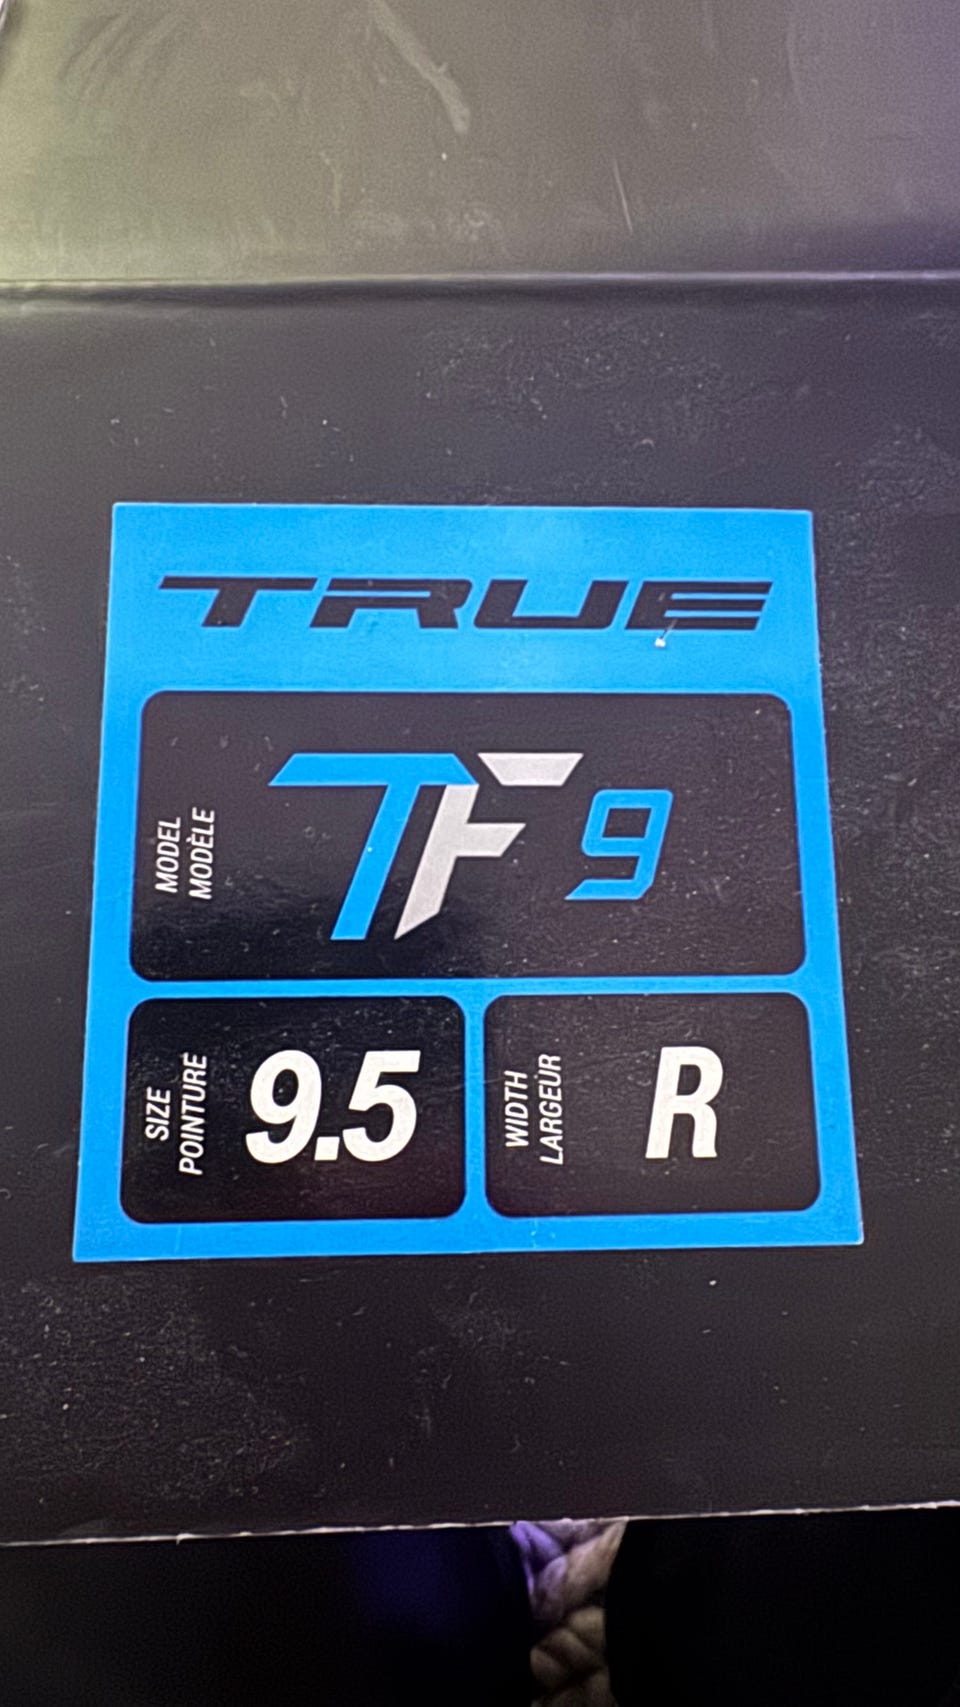 TRUE
MODEL
MODÈLE
TF9
SIZE
POINTURE
9.5
WIDTH
LARGEUR
R